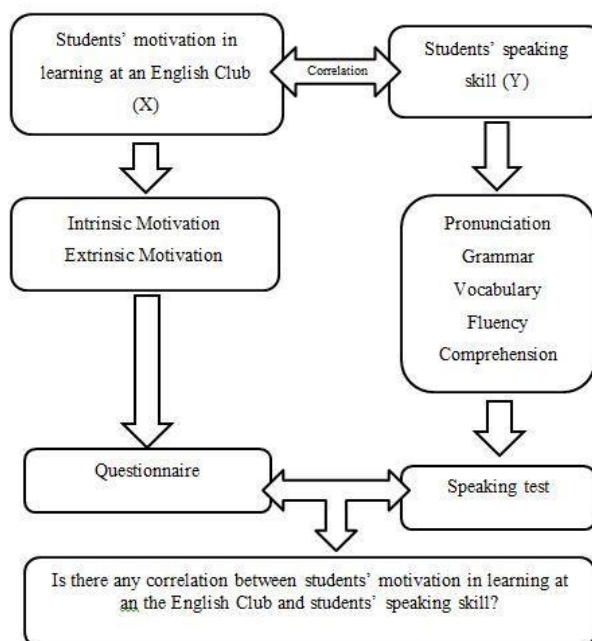 Students’ motivation in
learning at an English Club
(X)
Correlation
Students’ speaking
skill (Y)
Intrinsic Motivation
Extrinsic Motivation
Pronunciation
Grammar
Vocabulary
Fluency
Comprehension
Questionnaire
Speaking test
Is there any correlation between students’ motivation in learning at
an the English Club and students’ speaking skill?